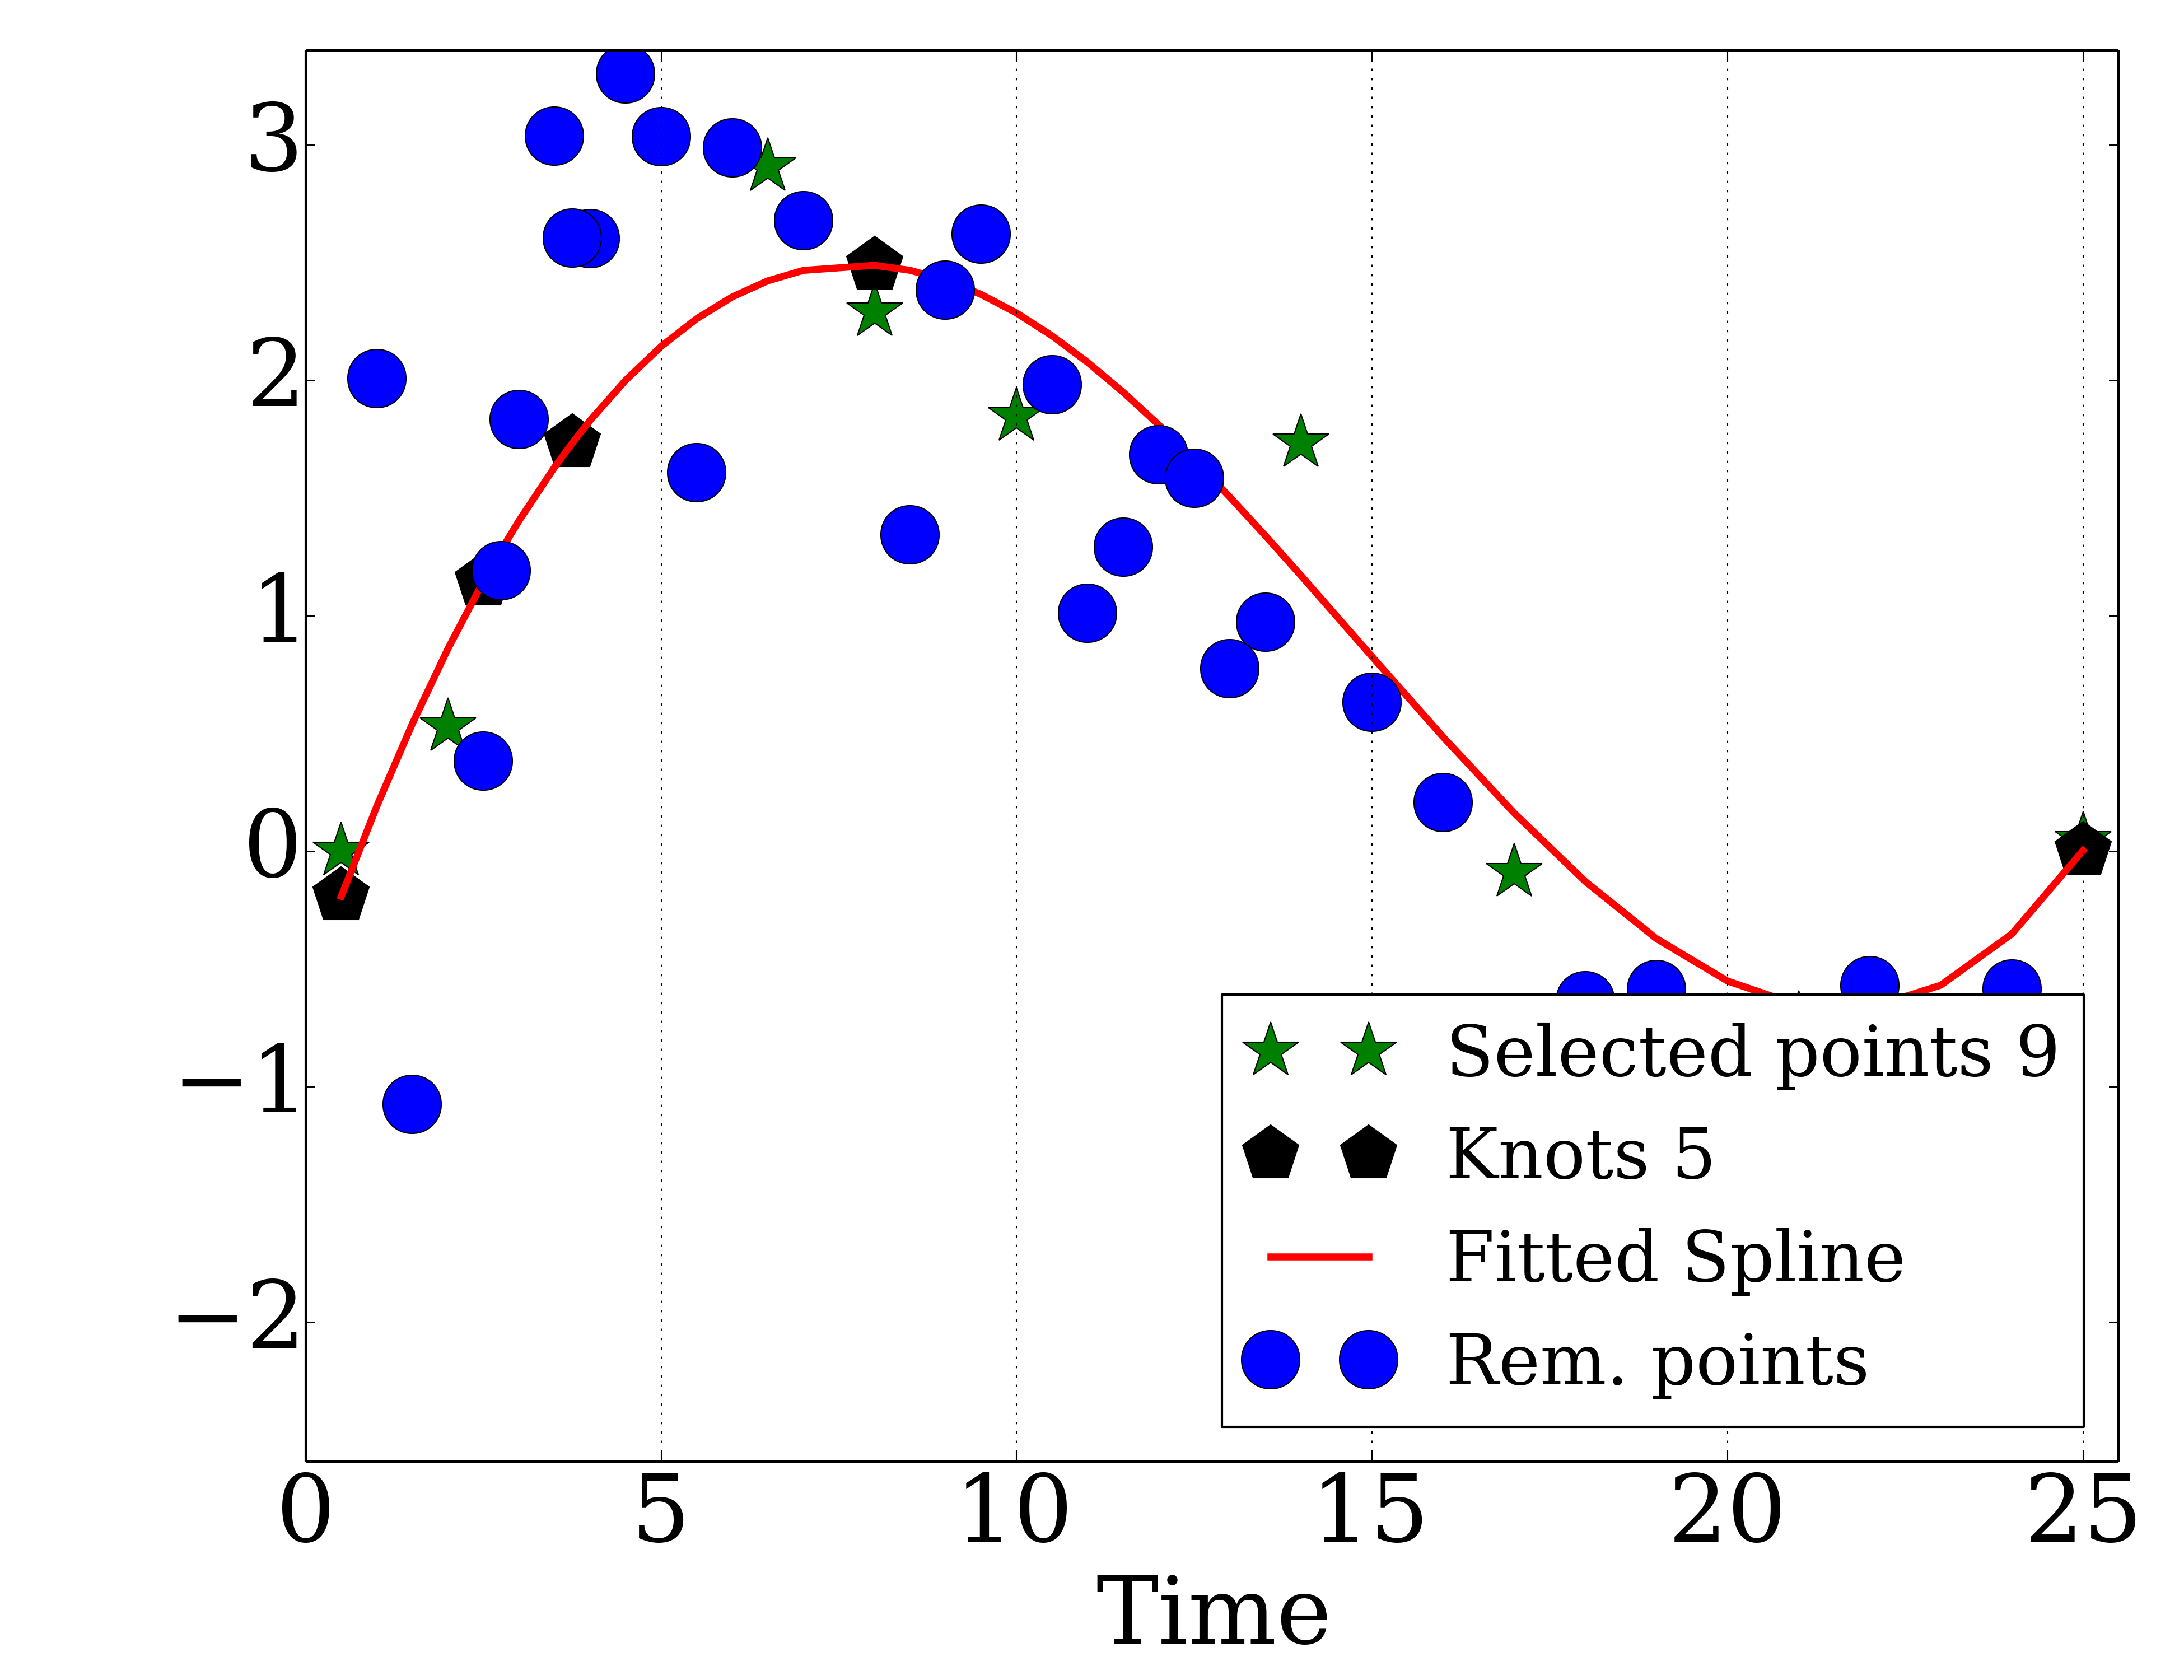 3
2
1
0
−1
−2
Selected points 9
Knots 5
Fitted Spline
Rem. points
0 5 10 15 20 25
Time